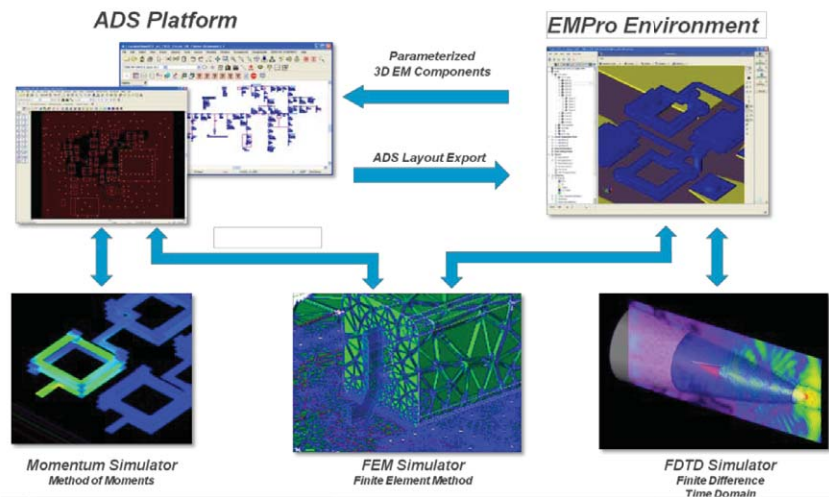 ADS Platform
EMPro Environment
Parameterized
3D EM Components
ADS Layout Export
Momentum Simulator
Method of Moments
FEM Simulator
Finite Element Method
FDTD Simulator
Finite Difference
Time Domain